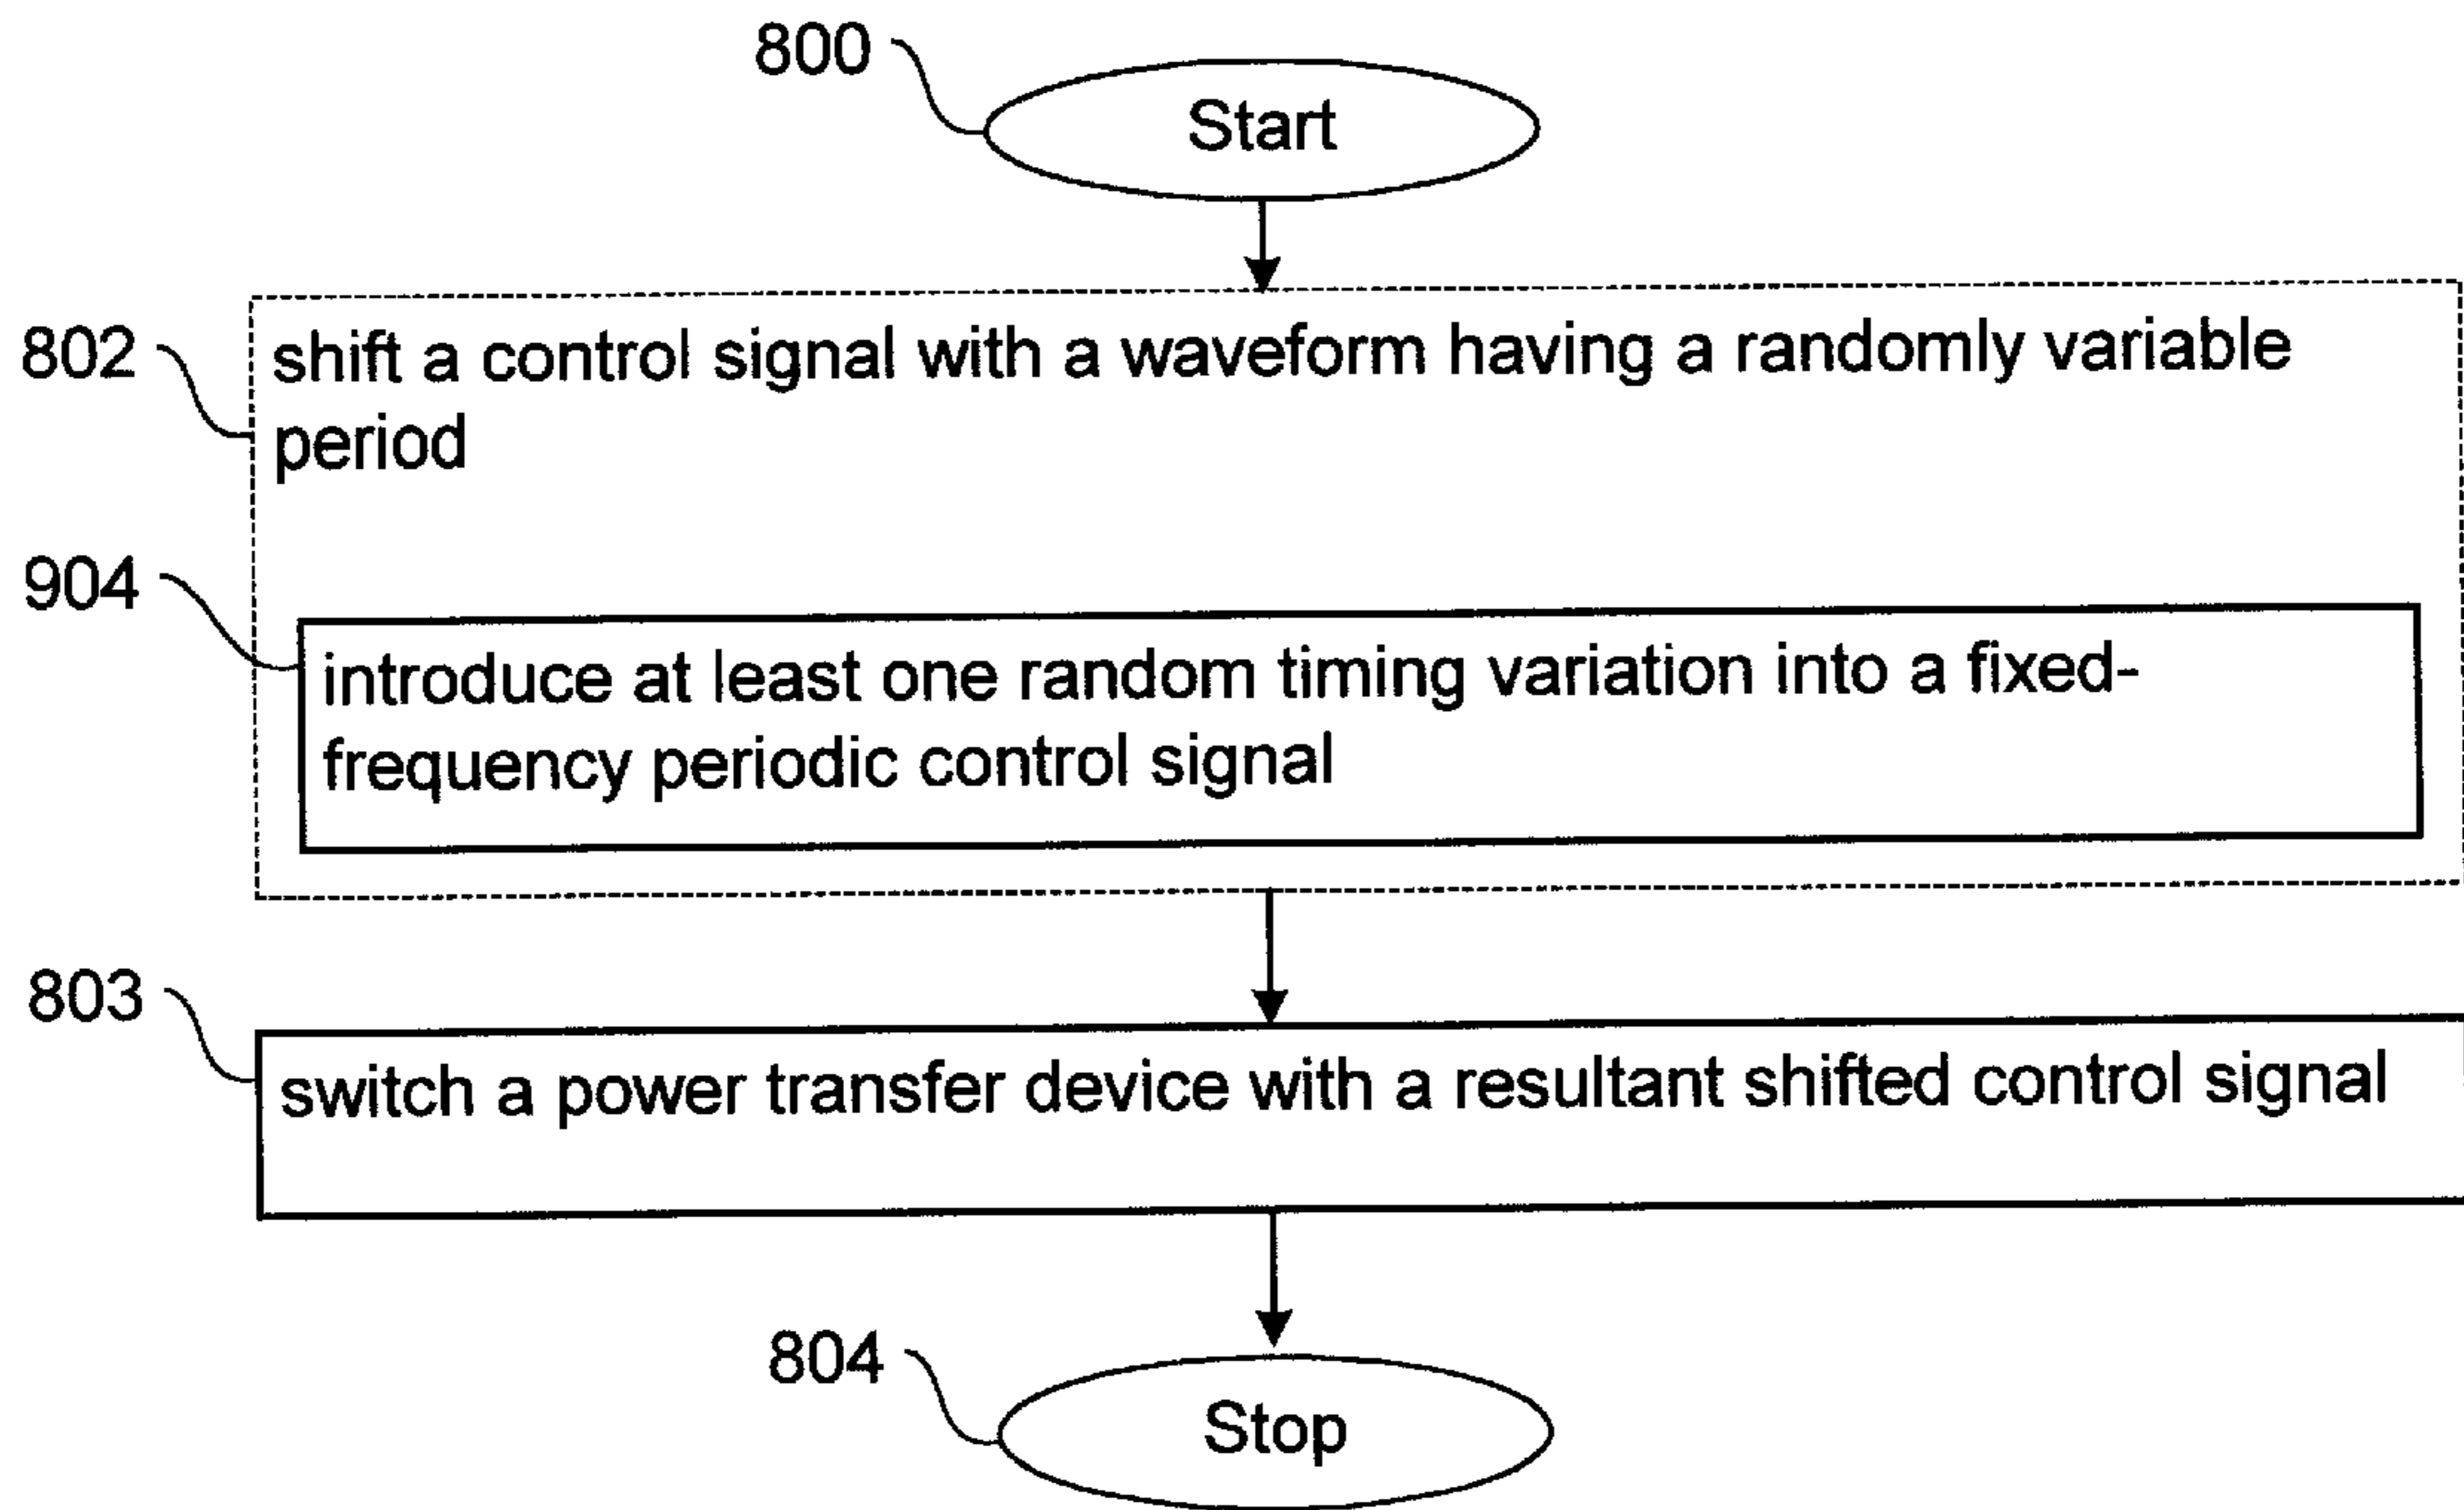 800
Start
802
shift a control signal with a waveform having a randomly variable
period
904
introduce at least one random timing variation into a fixed-
frequency periodic control signal
803
switch a power transfer device with a resultant shifted control signal
804
Stop